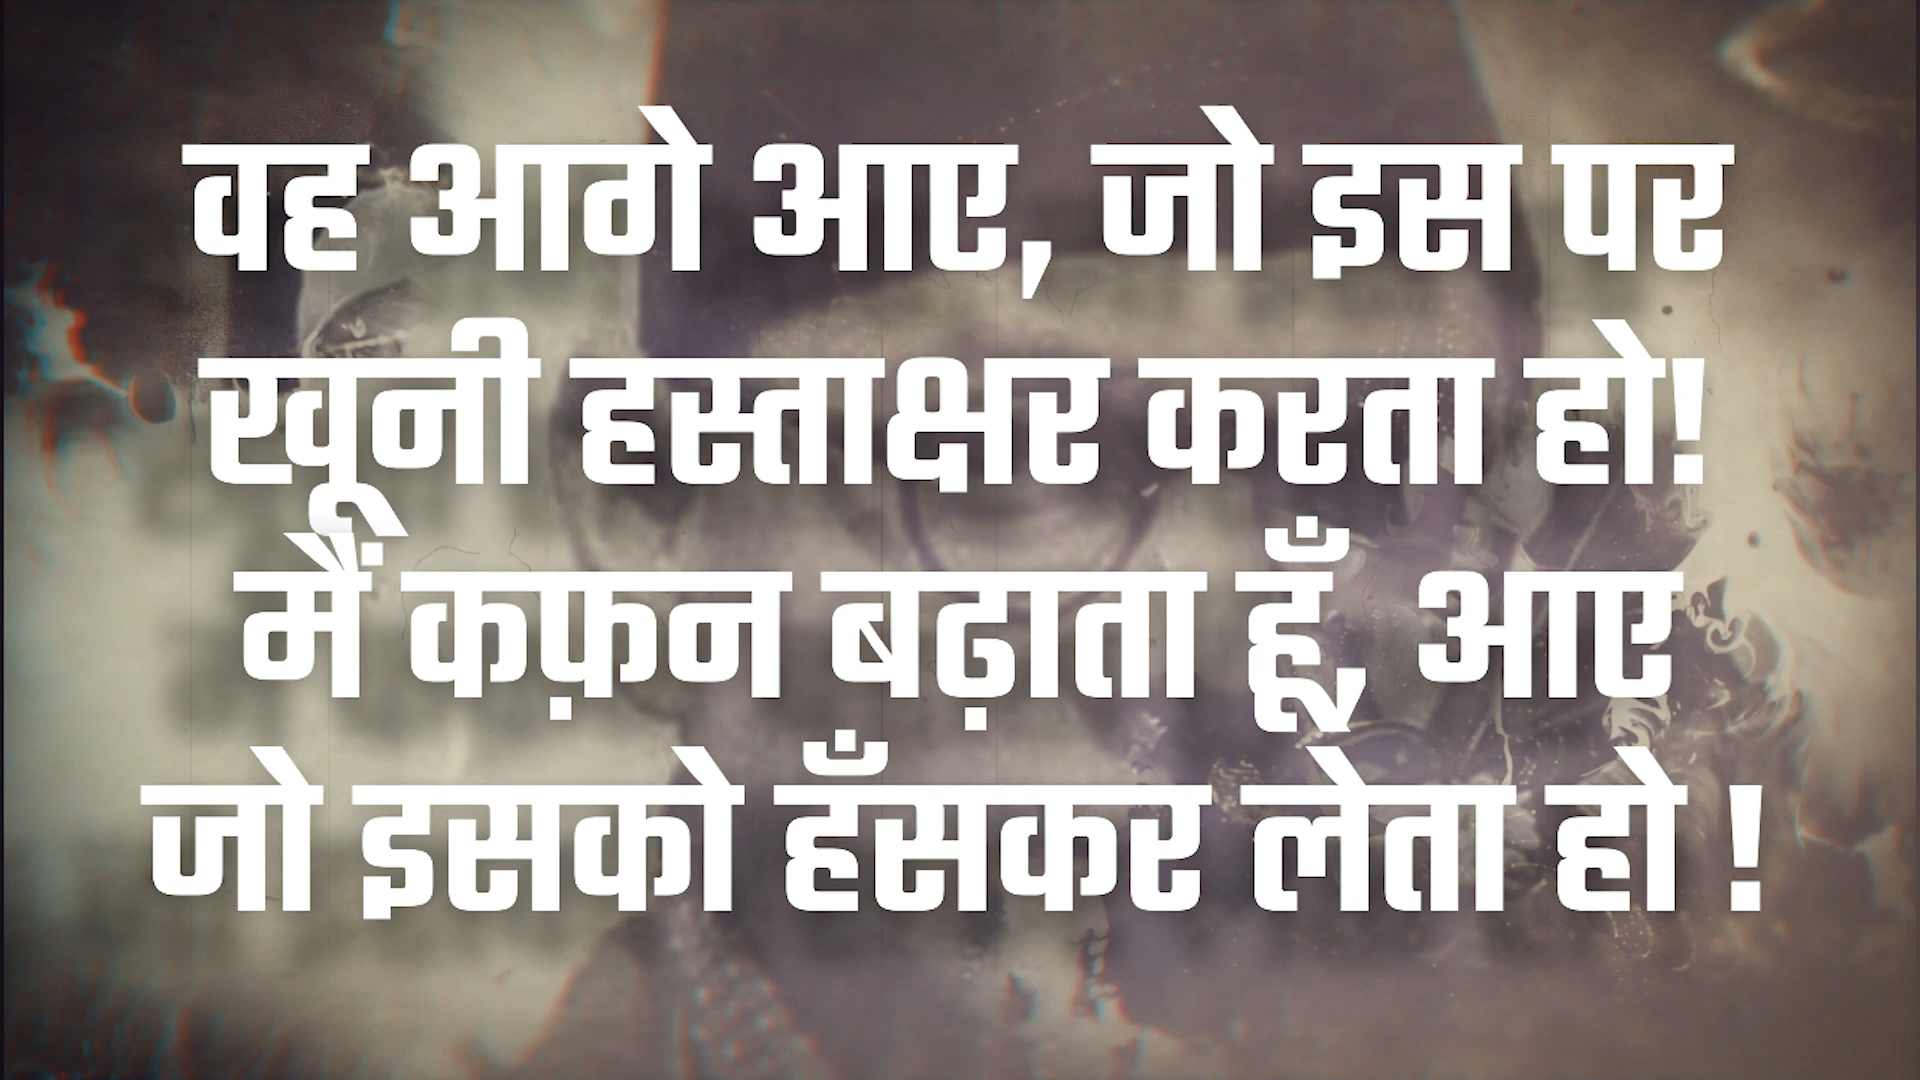 वह आगे आए, जो इस पर
खूनी हस्ताक्षर करता हो!
मैं कफ़न बढ़ाता हूँ, आए
जो इसको हँसकर लेता हो !